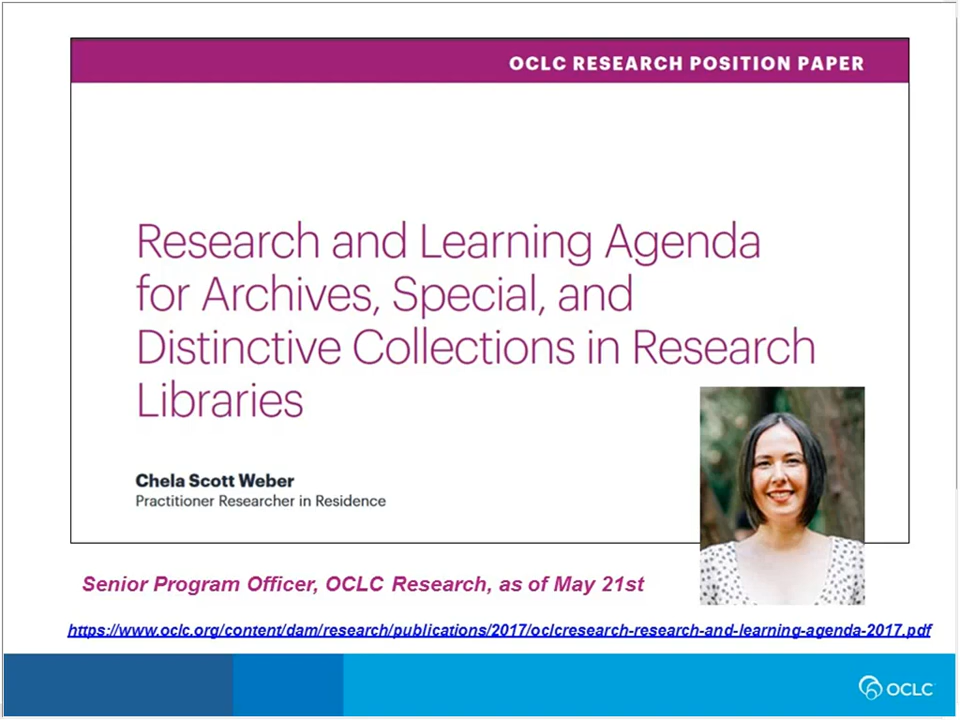 OCLC RESEARCH POSITION PAPER
Research and Learning Agenda
for Archives, Special, and
Distinctive Collections in Research
Libraries
Chela Scott Weber
Practitioner Researcher in Residence
Senior Program Officer, OCLC Research, as of May 21st
https://www.oclc.org/content/dam/research/publications/2017/oclcresearch-research-and-learning-agenda-2017.pdf
OCLC